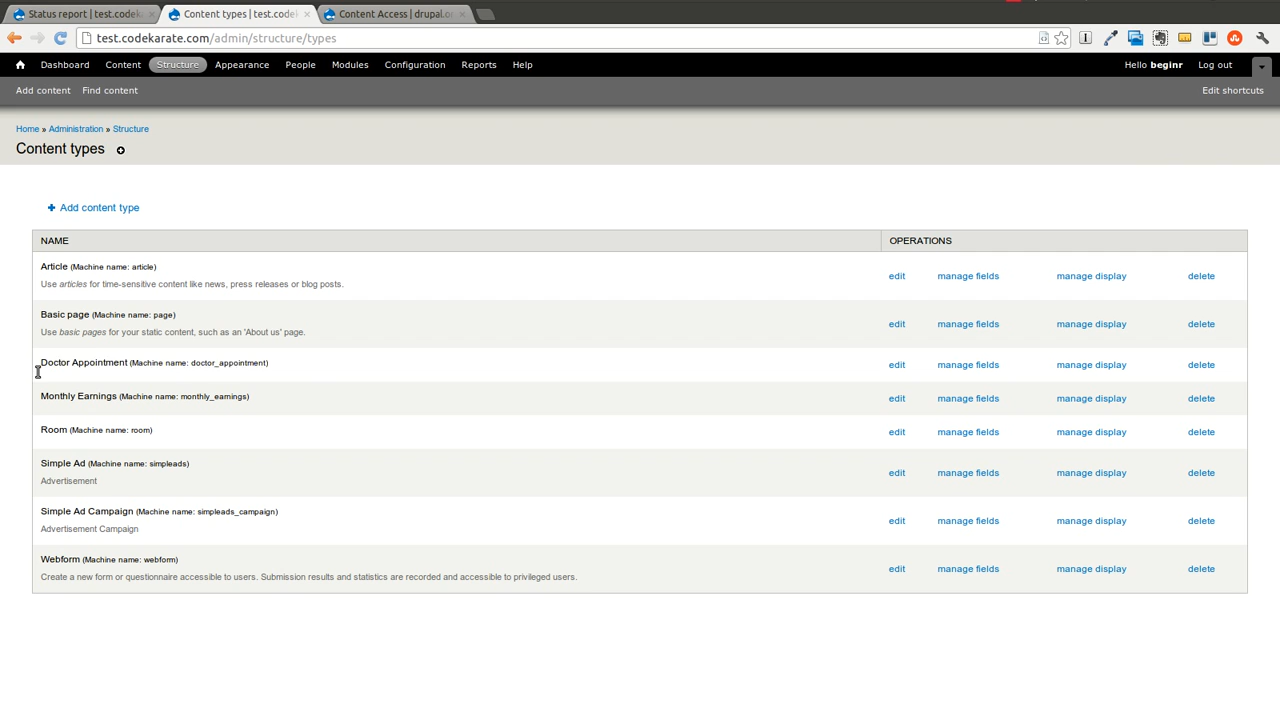 Status report | test.codek
Content types | test.codek
Content Access | drupal.o
test.codekarate.com/admin/structure/types
Dashboard Content Structure Appearance People Modules Configuration Reports Help Hello beginr Log out
Add content Find content Edit shortcuts
Home » Administration » Structure
Content types
Add content type
NAME OPERATIONS
Article (Machine name: article)
Use articles for time-sensitive content like news, press releases or blog posts.
edit manage fields manage display delete
Basic page (Machine name: page)
Use basic pages for your static content, such as an 'About us' page.
edit manage fields manage display delete
Doctor Appointment (Machine name: doctor_appointment)
edit manage fields manage display delete
Monthly Earnings (Machine name: monthly_earnings)
edit manage fields manage display delete
Room (Machine name: room)
edit manage fields manage display delete
Simple Ad (Machine name: simpleads)
Advertisement
edit manage fields manage display delete
Simple Ad Campaign (Machine name: simpleads_campaign)
Advertisement Campaign
edit manage fields manage display delete
Webform (Machine name: webform)
Create a new form or questionnaire accessible to users. Submission results and statistics are recorded and accessible to privileged users.
edit manage fields manage display delete